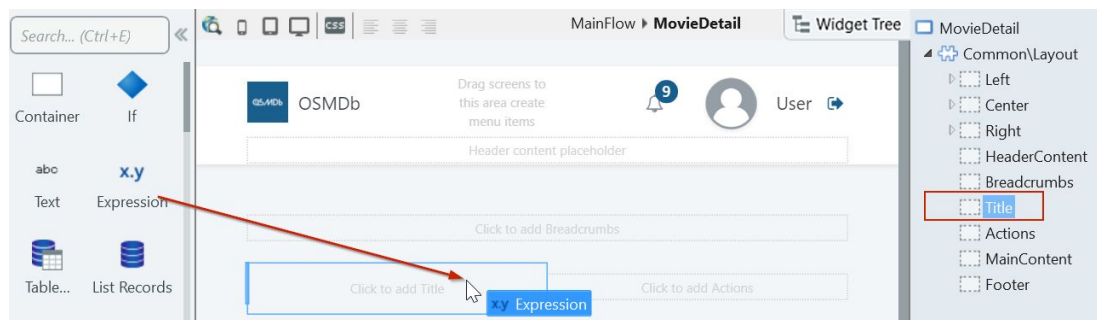 Search... (Ctrl+E)
Container
If
abc
Text
x.y
Expression
Table...
List Records
css
MainFlow MovieDetail
Widget Tree
OSMDb
OSMDb
Drag screens to
this area create
menu items
9
User
Header content placeholder
Click to add Breadcrumbs
Click to add Title
Click to add Actions
x.y Expression
MovieDetail
Common\Layout
Left
Center
Right
HeaderContent
Breadcrumbs
Title
Actions
MainContent
Footer